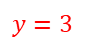 y = 3